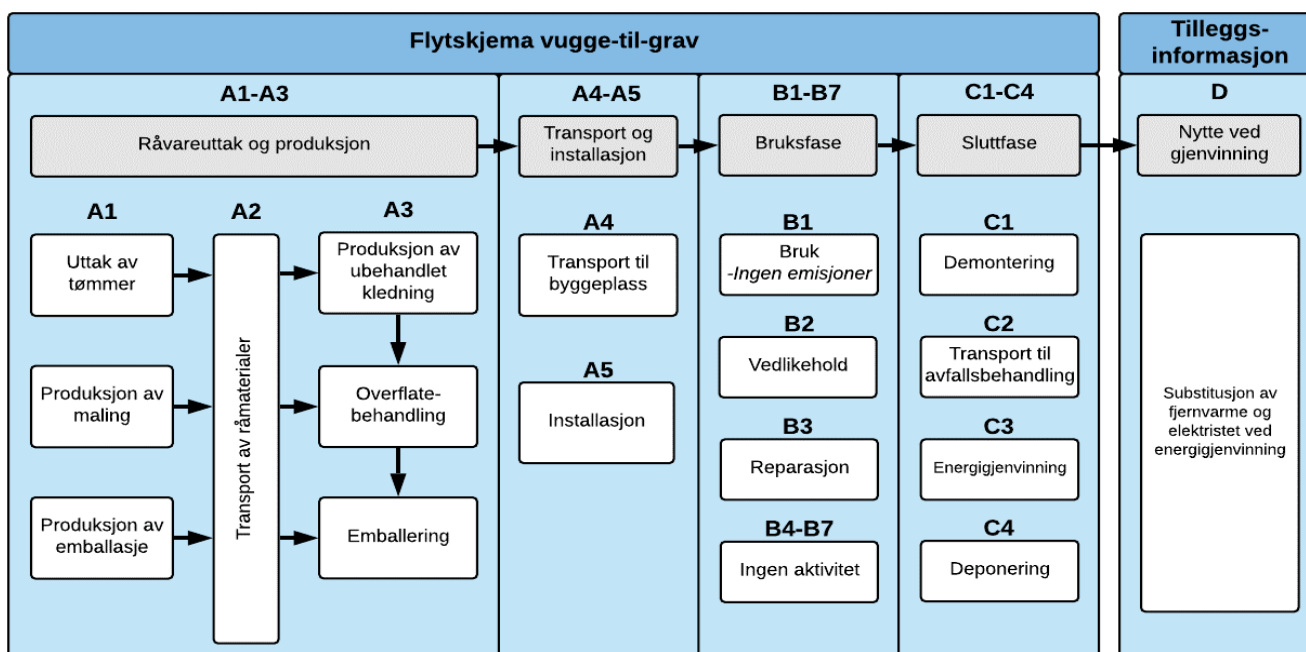 Flytskjema vugge-til-grav
Tilleggs-
informasjon
A1-A3
A4-A5
B1-B7
C1-C4
D
Råvareuttak og produksjon
Transport og
installasjon
Bruksfase
Sluttfase
Nytte ved
gjenvinning
A1
A2
A3
Uttak av
tømmer
Produksjon av
maling
Produksjon av
emballasje
Transport av råmaterialer
Produksjon av
ubehandlet
kledning
Overflate-
behandling
Emballering
A4
Transport til
byggeplass
A5
Installasjon
B1
Bruk
-Ingen emisjoner
B2
Vedlikehold
B3
Reparasjon
B4-B7
Ingen aktivitet
C1
Demontering
C2
Transport til
avfallsbehandling
C3
Energigjenvinning
C4
Deponering
Substitusjon av
fjernvarme og
elektristet ved
energigjenvinning